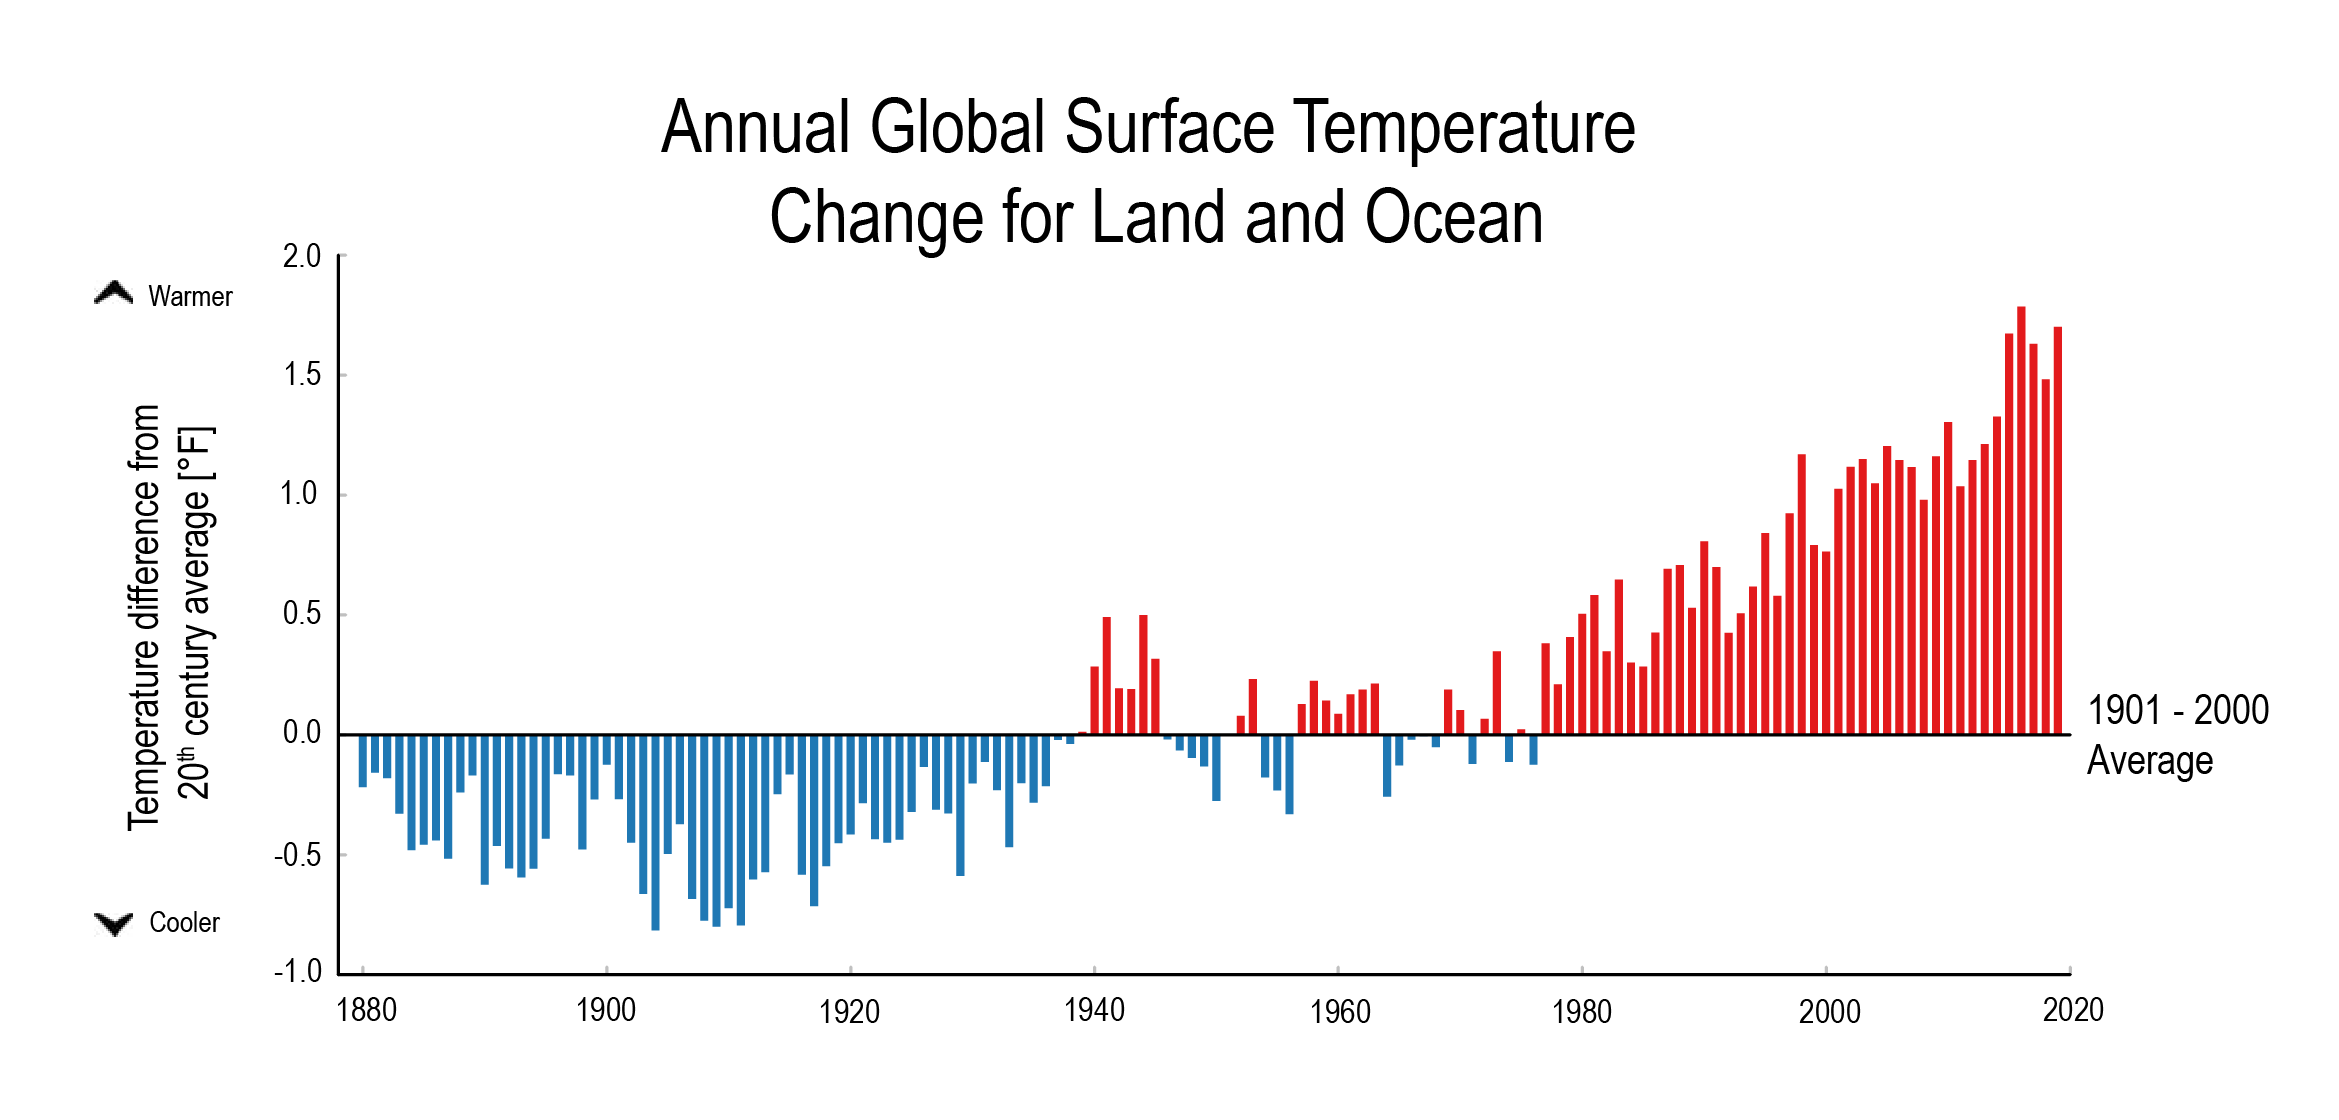 Annual Global Surface Temperature
Change for Land and Ocean
Warmer
Temperature difference from
20th century average [°F]
Cooler
2.0
1.5
1.0
0.5
0.0
-0.5
-1.0
1880
1900
1920
1940
1960
1980
2000
2020
1901 - 2000
Average